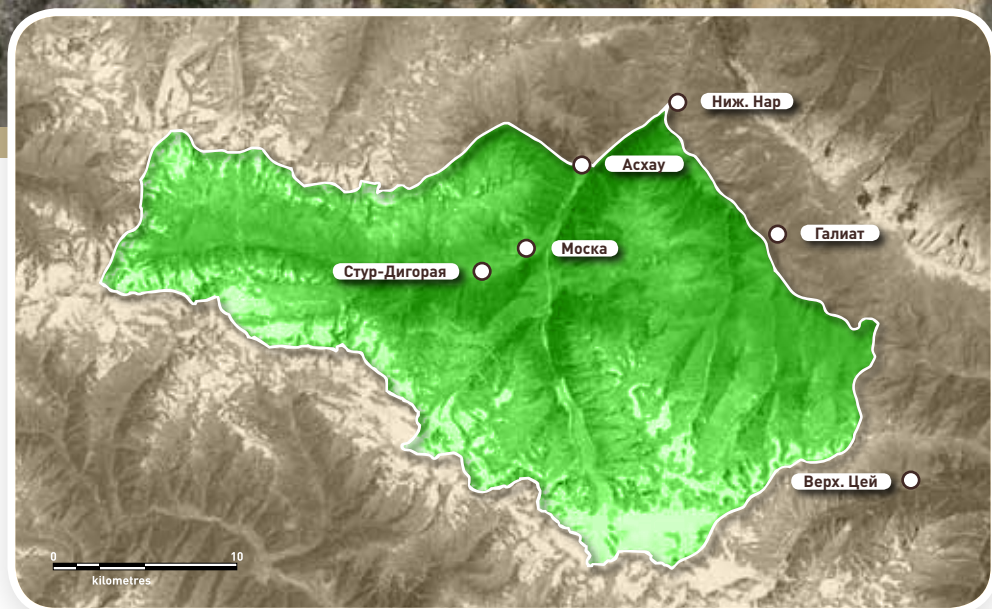 Ниж. Нар
Асхау
Галиат
Моска
Стур-Дигорая
Верх. Цей
0 10
kilometres